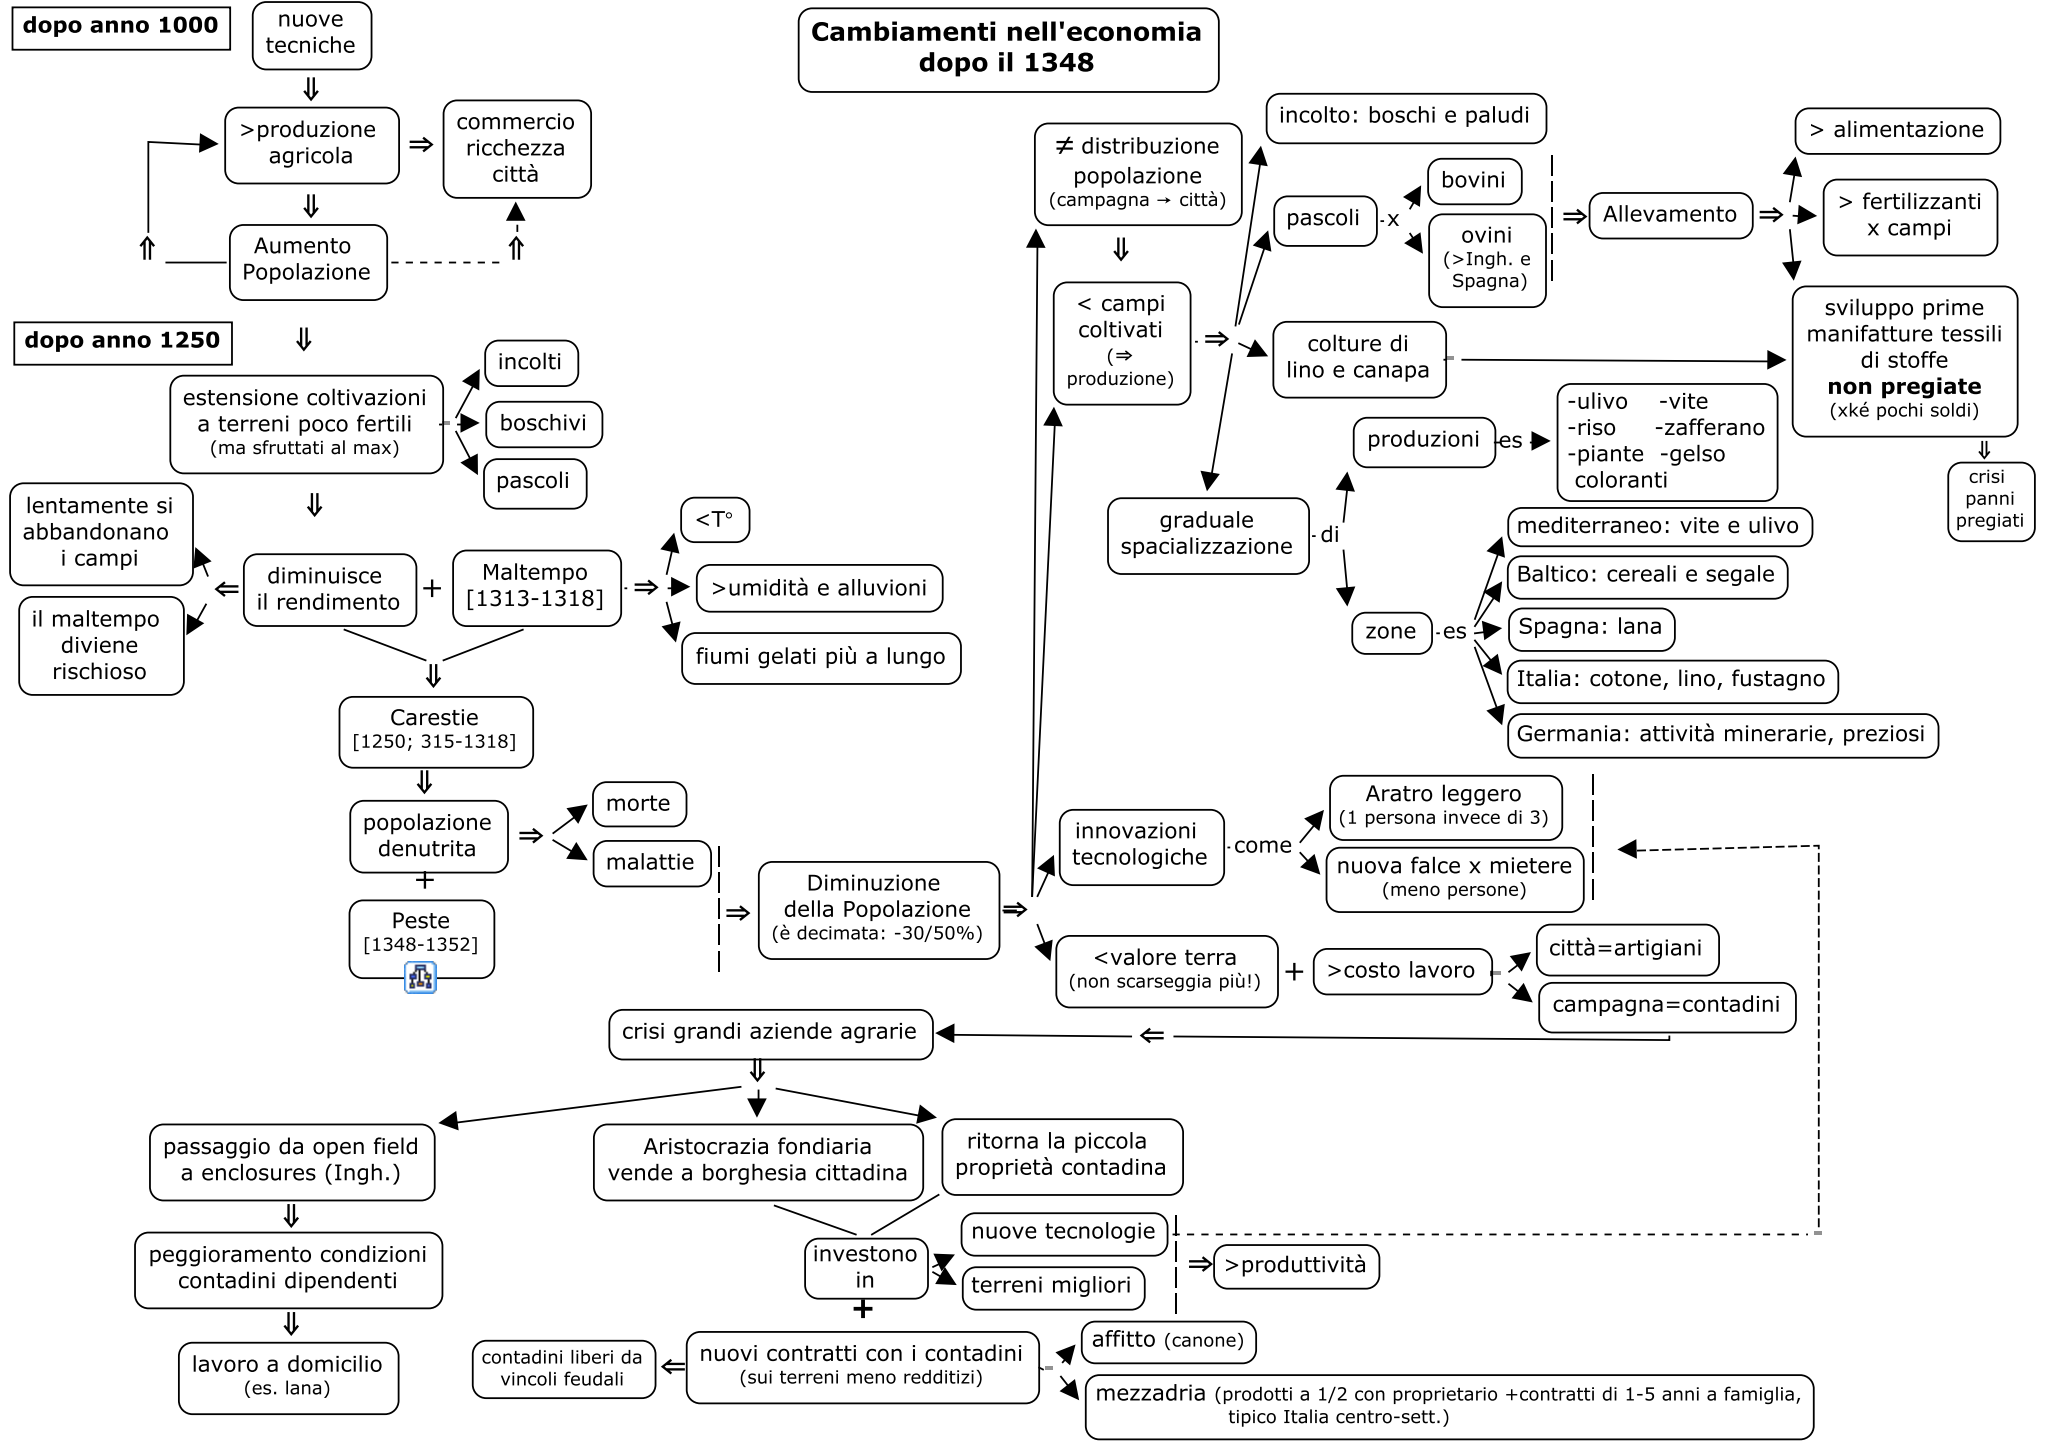 dopo anno 1000
nuove
tecniche
Cambiamenti nell'economia
dopo il 1348
>produzione
agricola
⇒
commercio
ricchezza
città
⇓
⇓
Aumento
Popolazione
⇑
⇑
dopo anno 1250
⇓
estensione coltivazioni
a terreni poco fertili
(ma sfruttati al max)
incolti
boschivi
pascoli
⇓
lentamente si
abbandonano
i campi
il maltempo
diviene
rischioso
⇐
diminuisce
il rendimento
+
Maltempo
[1313-1318]
⇒
<T°
>umidità e alluvioni
fiumi gelati più a lungo
⇓
Carestie
[1250; 315-1318]
⇓
popolazione
denutrita
⇒
morte
malattie
+
Peste
[1348-1352]
⇒
Diminuzione
della Popolazione
(è decimata: -30/50%)
⇒
≠ distribuzione
popolazione
(campagna → città)
⇓
< campi
coltivati
(⇒
produzione)
⇒
incolto: boschi e paludi
pascoli
x
bovini
ovini
(>Ingh. e
Spagna)
⇒
Allevamento
⇒
> alimentazione
> fertilizzanti
x campi
colture di
lino e canapa
sviluppo prime
manifatture tessili
di stoffe
non pregiate
(xké pochi soldi)
⇓
crisi
panni
pregiati
graduale
spacializzazione
di
produzioni
es
-ulivo -vite
-riso -zafferano
-piante -gelso
coloranti
zone
es
mediterraneo: vite e ulivo
Baltico: cereali e segale
Spagna: lana
Italia: cotone, lino, fustagno
Germania: attività minerarie, preziosi
innovazioni
tecnologiche
come
Aratro leggero
(1 persona invece di 3)
nuova falce x mietere
(meno persone)
<valore terra
(non scarseggia più!)
+
>costo lavoro
città=artigiani
campagna=contadini
⇐
crisi grandi aziende agrarie
⇓
passaggio da open field
a enclosures (Ingh.)
⇓
peggioramento condizioni
contadini dipendenti
⇓
lavoro a domicilio
(es. lana)
Aristocrazia fondiaria
vende a borghesia cittadina
ritorna la piccola
proprietà contadina
investono
in
nuove tecnologie
terreni migliori
⇒
>produttività
+
contadini liberi da
vincoli feudali
⇐
nuovi contratti con i contadini
(sui terreni meno redditizi)
affitto (canone)
mezzadria (prodotti a 1/2 con proprietario +contratti di 1-5 anni a famiglia,
tipico Italia centro-sett.)